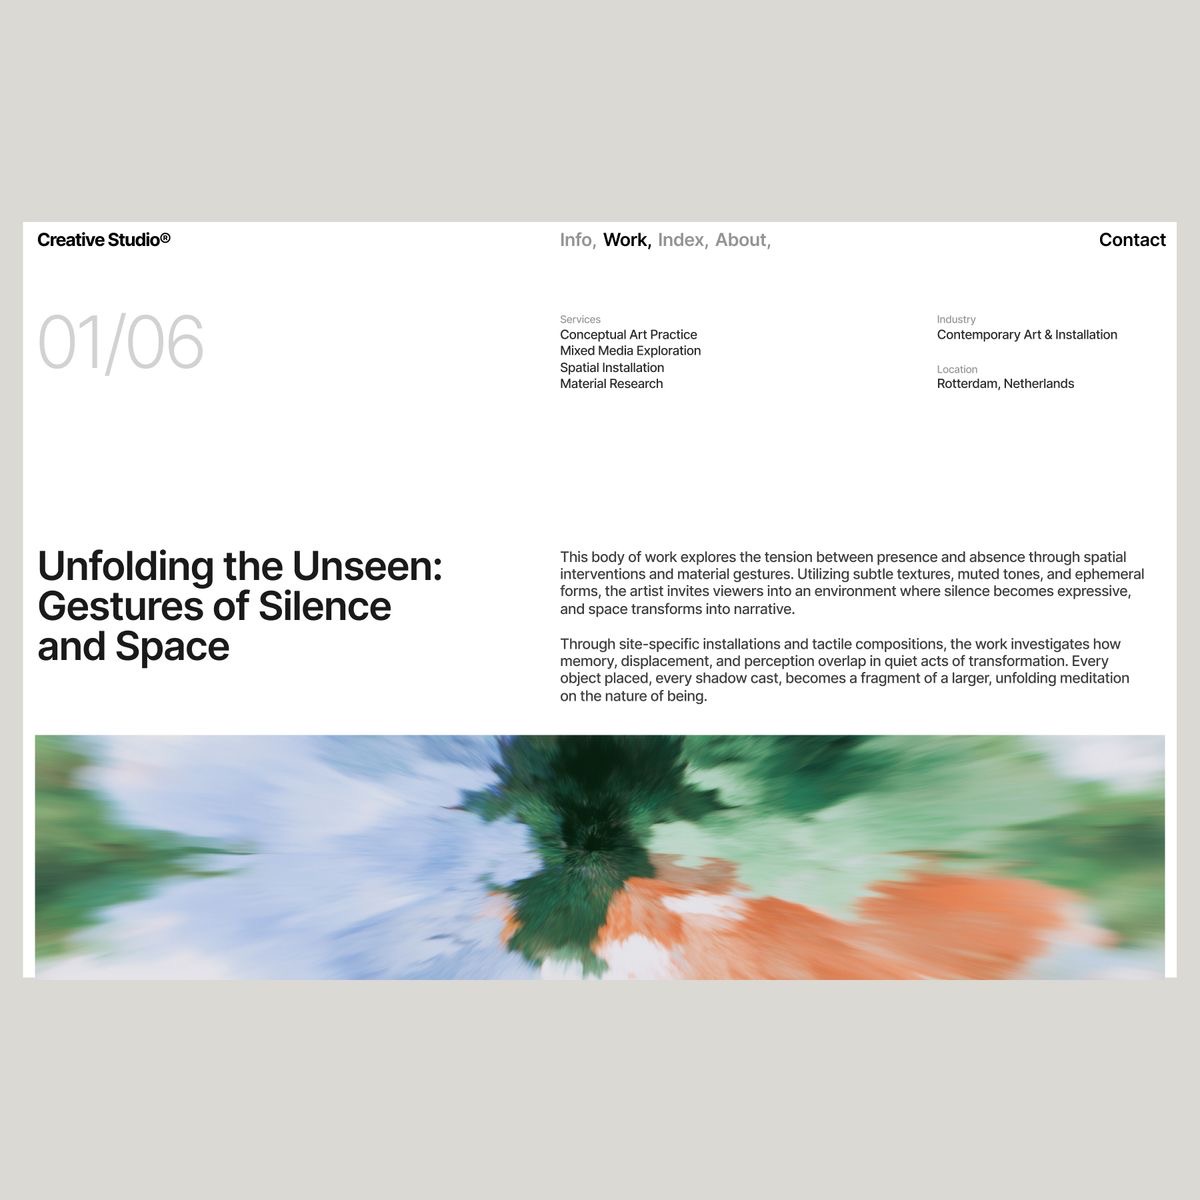 Creative Studio®
Info, Work, Index, About,
Contact
01/06
Services
Conceptual Art Practice
Mixed Media Exploration
Spatial Installation
Material Research
Industry
Contemporary Art & Installation
Location
Rotterdam, Netherlands
Unfolding the Unseen:
Gestures of Silence
and Space
This body of work explores the tension between presence and absence through spatial
interventions and material gestures. Utilizing subtle textures, muted tones, and ephemeral
forms, the artist invites viewers into an environment where silence becomes expressive,
and space transforms into narrative.
Through site-specific installations and tactile compositions, the work investigates how
memory, displacement, and perception overlap in quiet acts of transformation. Every
object placed, every shadow cast, becomes a fragment of a larger, unfolding meditation
on the nature of being.